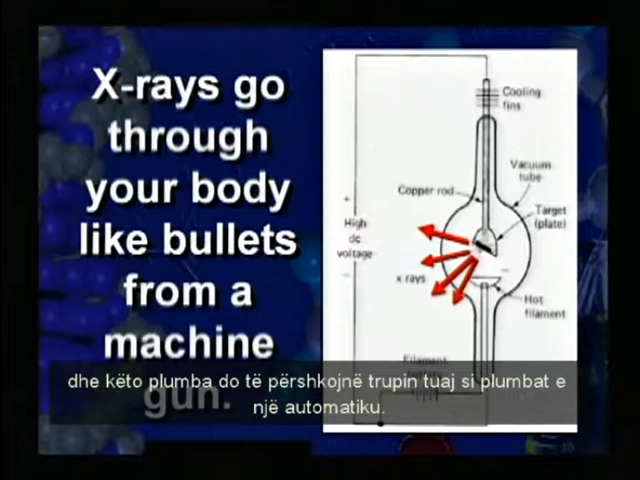 X-rays go
through
your body
like bullets
from a
machine
gun.
Cooling
fins
Vacuum
tube
Copper rod
Target
(plate)
+
High
dc
voltage
–
x rays
Hot
filament
Filament
battery
dhe këto plumba do të përshkojnë trupin tuaj si plumbat e
një automatiku.